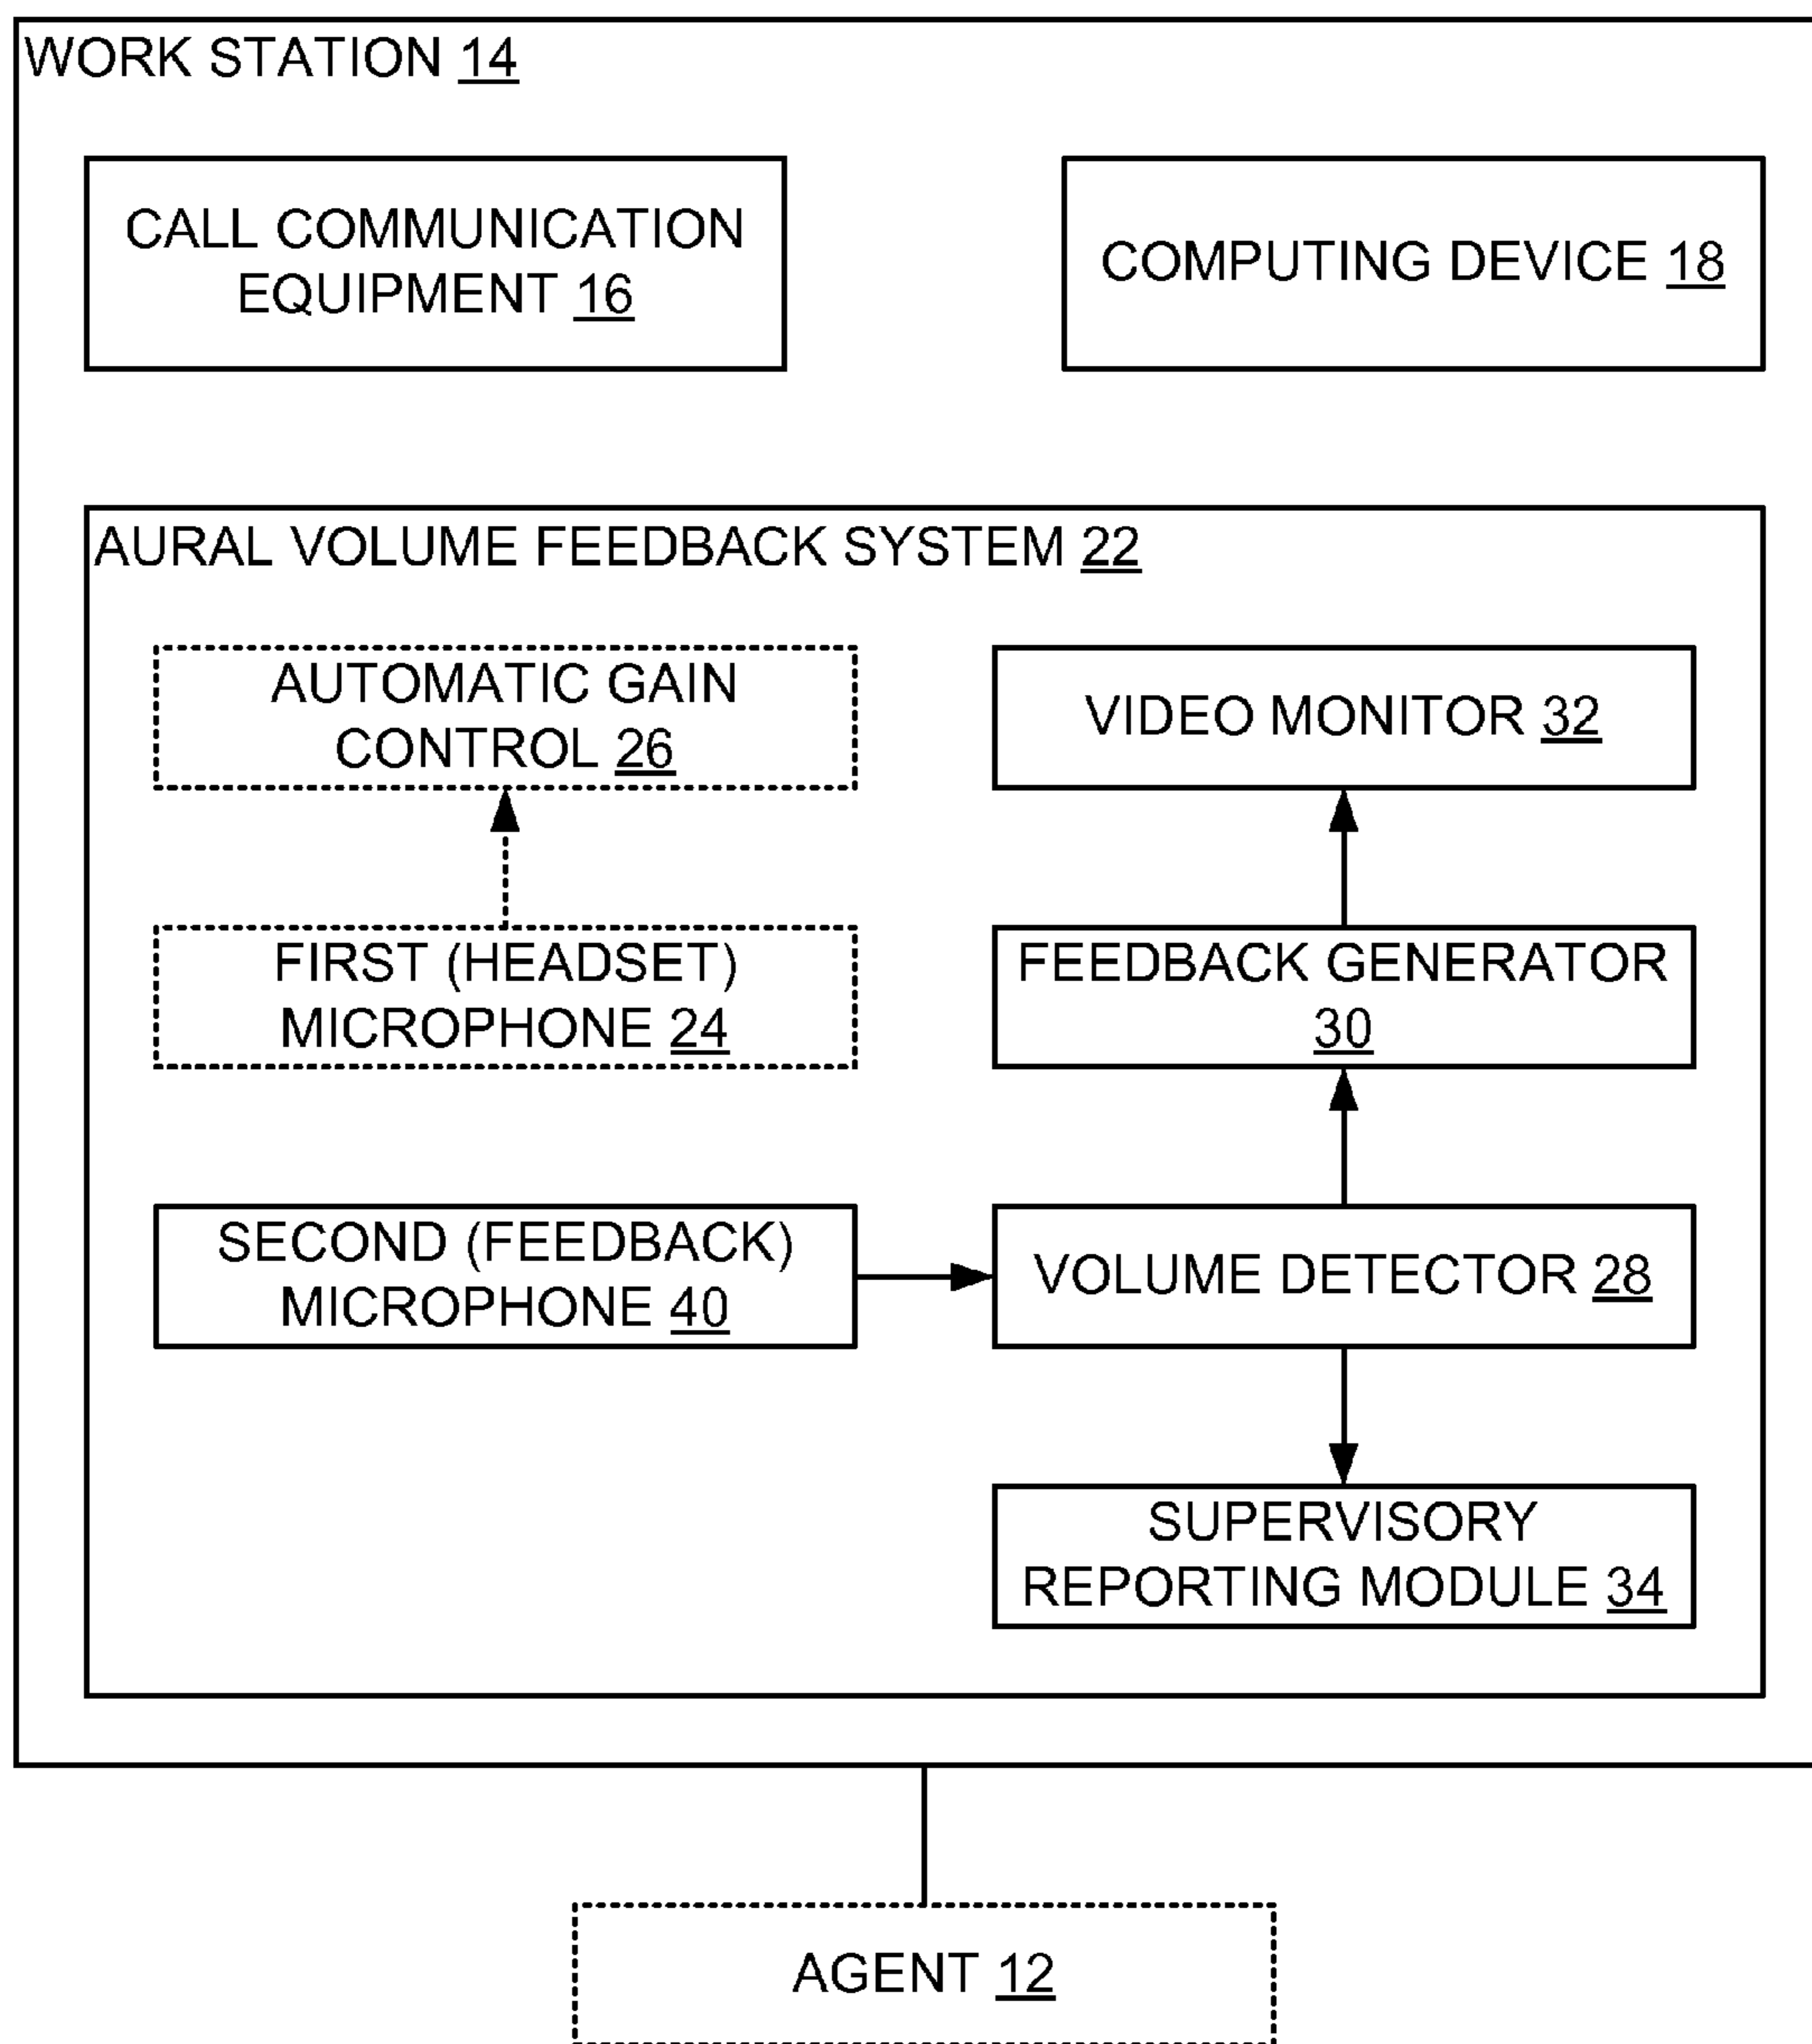 WORK STATION 14
CALL COMMUNICATION
EQUIPMENT 16
COMPUTING DEVICE 18
AURAL VOLUME FEEDBACK SYSTEM 22
AUTOMATIC GAIN
CONTROL 26
VIDEO MONITOR 32
FIRST (HEADSET)
MICROPHONE 24
FEEDBACK GENERATOR
30
SECOND (FEEDBACK)
MICROPHONE 40
VOLUME DETECTOR 28
SUPERVISORY
REPORTING MODULE 34
AGENT 12